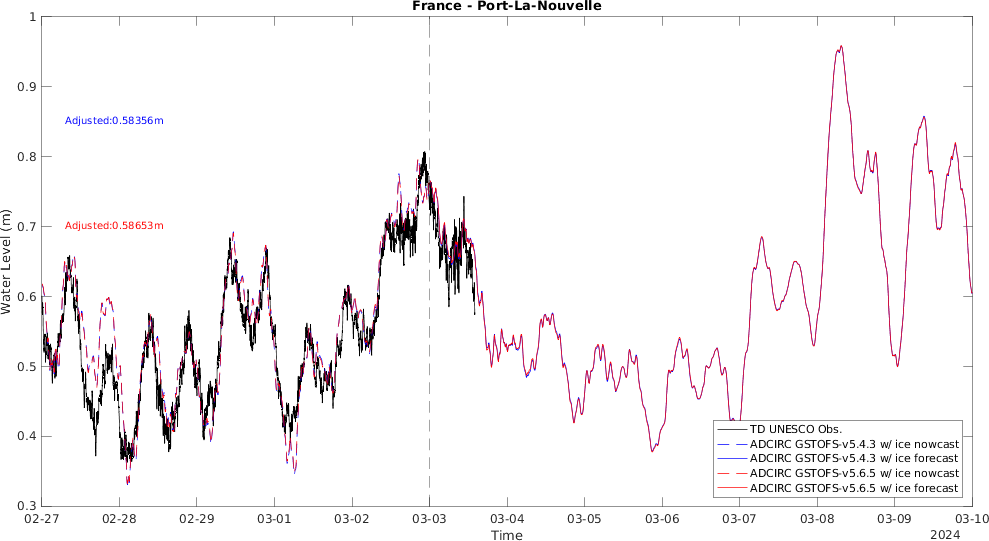 France - Port-La-Nouvelle
1
0.9
0.8
0.7
0.6
0.5
0.4
0.3
Water Level (m)
Adjusted:0.58356m
Adjusted:0.58653m
TD UNESCO Obs.
ADCIRC GSTOFS-v5.4.3 w/ ice nowcast
ADCIRC GSTOFS-v5.4.3 w/ ice forecast
ADCIRC GSTOFS-v5.6.5 w/ ice nowcast
ADCIRC GSTOFS-v5.6.5 w/ ice forecast
02-27 02-28 02-29 03-01 03-02 03-03 03-04 03-05 03-06 03-07 03-08 03-09 03-10
Time
2024